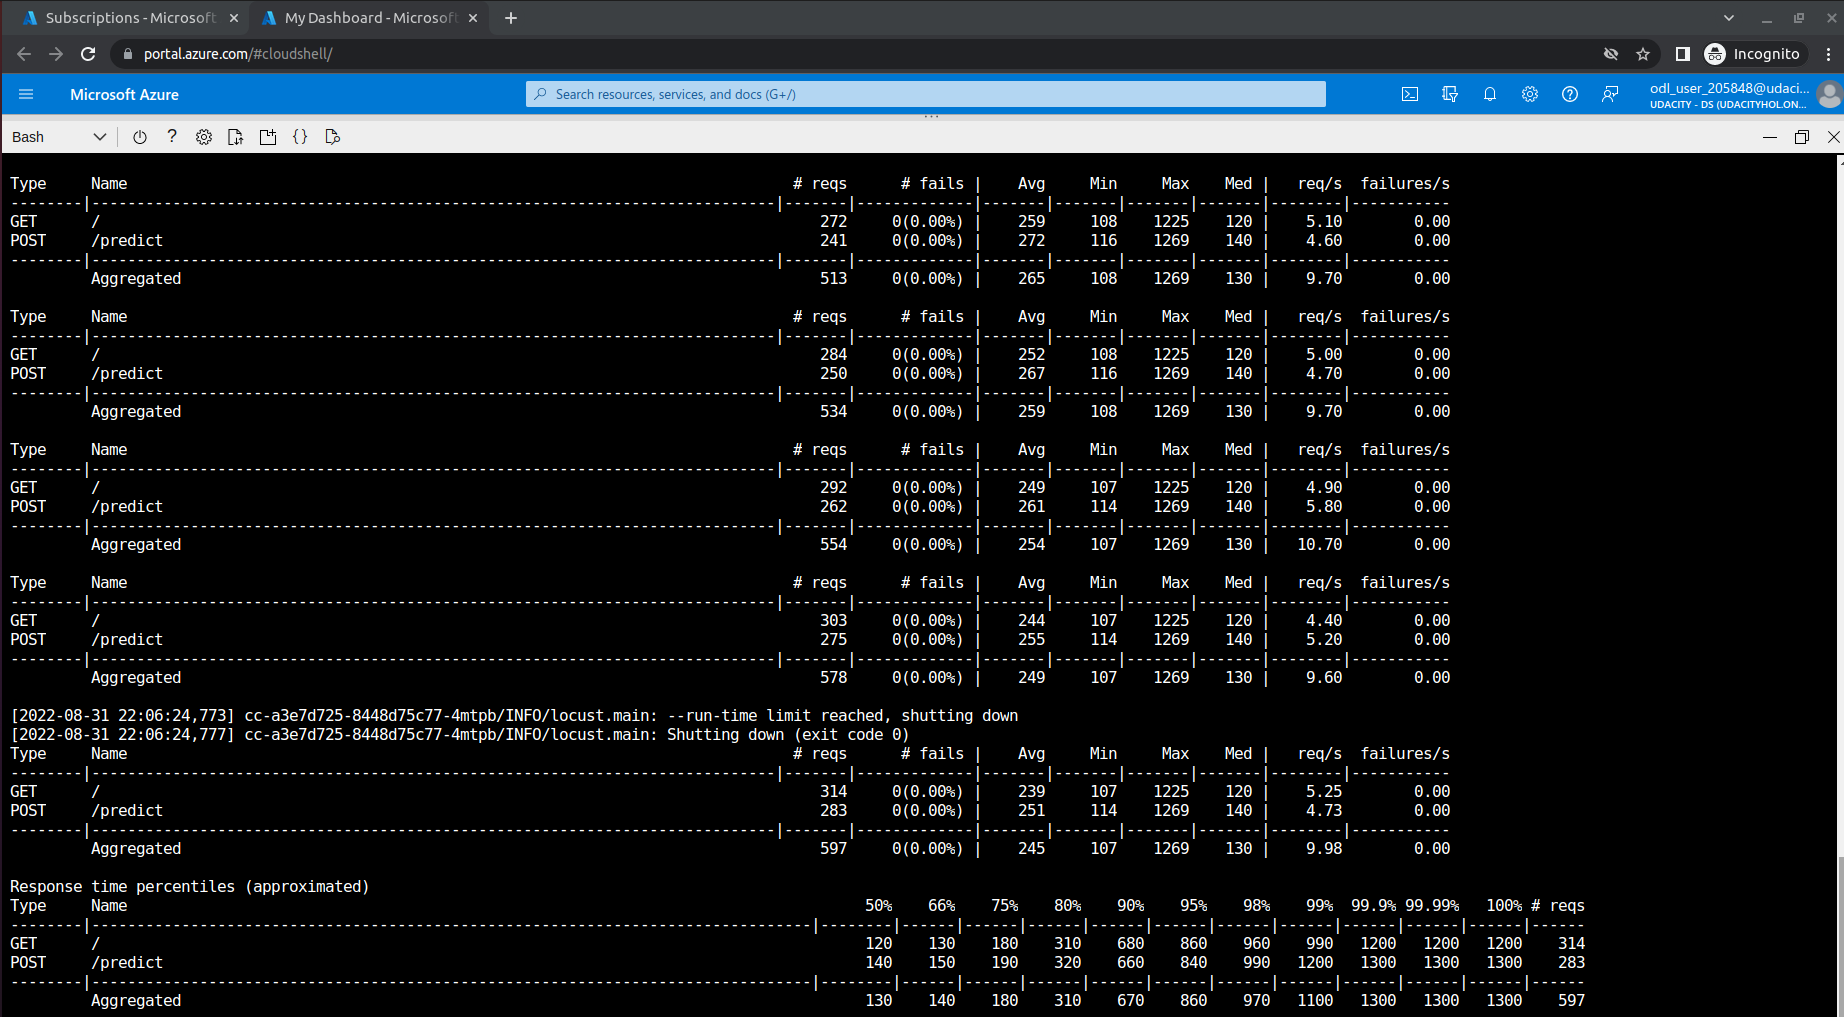 Subscriptions - Microsoft
My Dashboard - Microsoft
portal.azure.com/#cloudshell/
Incognito
Microsoft Azure
Search resources, services, and docs (G+/)
odl_user_205848@udaci...
UDACITY - DS (UDACITYHOL.ON...
Bash
Type Name # reqs # fails | Avg Min Max Med | req/s failures/s
--------|----------------------------------------------------------------------------|-------|-------------|-------|-------|-------|-------|--------|-----------
GET / 272 0(0.00%) | 259 108 1225 120 | 5.10 0.00
POST /predict 241 0(0.00%) | 272 116 1269 140 | 4.60 0.00
--------|----------------------------------------------------------------------------|-------|-------------|-------|-------|-------|-------|--------|-----------
Aggregated 513 0(0.00%) | 265 108 1269 130 | 9.70 0.00
Type Name # reqs # fails | Avg Min Max Med | req/s failures/s
--------|----------------------------------------------------------------------------|-------|-------------|-------|-------|-------|-------|--------|-----------
GET / 284 0(0.00%) | 252 108 1225 120 | 5.00 0.00
POST /predict 250 0(0.00%) | 267 116 1269 140 | 4.70 0.00
--------|----------------------------------------------------------------------------|-------|-------------|-------|-------|-------|-------|--------|-----------
Aggregated 534 0(0.00%) | 259 108 1269 130 | 9.70 0.00
Type Name # reqs # fails | Avg Min Max Med | req/s failures/s
--------|----------------------------------------------------------------------------|-------|-------------|-------|-------|-------|-------|--------|-----------
GET / 292 0(0.00%) | 249 107 1225 120 | 4.90 0.00
POST /predict 262 0(0.00%) | 261 114 1269 140 | 5.80 0.00
--------|----------------------------------------------------------------------------|-------|-------------|-------|-------|-------|-------|--------|-----------
Aggregated 554 0(0.00%) | 254 107 1269 130 | 10.70 0.00
Type Name # reqs # fails | Avg Min Max Med | req/s failures/s
--------|----------------------------------------------------------------------------|-------|-------------|-------|-------|-------|-------|--------|-----------
GET / 303 0(0.00%) | 244 107 1225 120 | 4.40 0.00
POST /predict 275 0(0.00%) | 255 114 1269 140 | 5.20 0.00
--------|----------------------------------------------------------------------------|-------|-------------|-------|-------|-------|-------|--------|-----------
Aggregated 578 0(0.00%) | 249 107 1269 130 | 9.60 0.00
[2022-08-31 22:06:24,773] cc-a3e7d725-8448d75c77-4mtpb/INFO/locust.main: --run-time limit reached, shutting down
[2022-08-31 22:06:24,777] cc-a3e7d725-8448d75c77-4mtpb/INFO/locust.main: Shutting down (exit code 0)
Type Name # reqs # fails | Avg Min Max Med | req/s failures/s
--------|----------------------------------------------------------------------------|-------|-------------|-------|-------|-------|-------|--------|-----------
GET / 314 0(0.00%) | 239 107 1225 120 | 5.25 0.00
POST /predict 283 0(0.00%) | 251 114 1269 140 | 4.73 0.00
--------|----------------------------------------------------------------------------|-------|-------------|-------|-------|-------|-------|--------|-----------
Aggregated 597 0(0.00%) | 245 107 1269 130 | 9.98 0.00
Response time percentiles (approximated)
Type Name 50% 66% 75% 80% 90% 95% 98% 99% 99.9% 99.99% 100% # reqs
--------|--------------------------------------------------------------------------------|--------|------|------|------|------|------|------|------|------|------|------|------
GET / 120 130 180 310 680 860 960 990 1200 1200 1200 314
POST /predict 140 150 190 320 660 840 990 1200 1300 1300 1300 283
--------|--------------------------------------------------------------------------------|--------|------|------|------|------|------|------|------|------|------|------|------
Aggregated 130 140 180 310 670 860 970 1100 1300 1300 1300 597